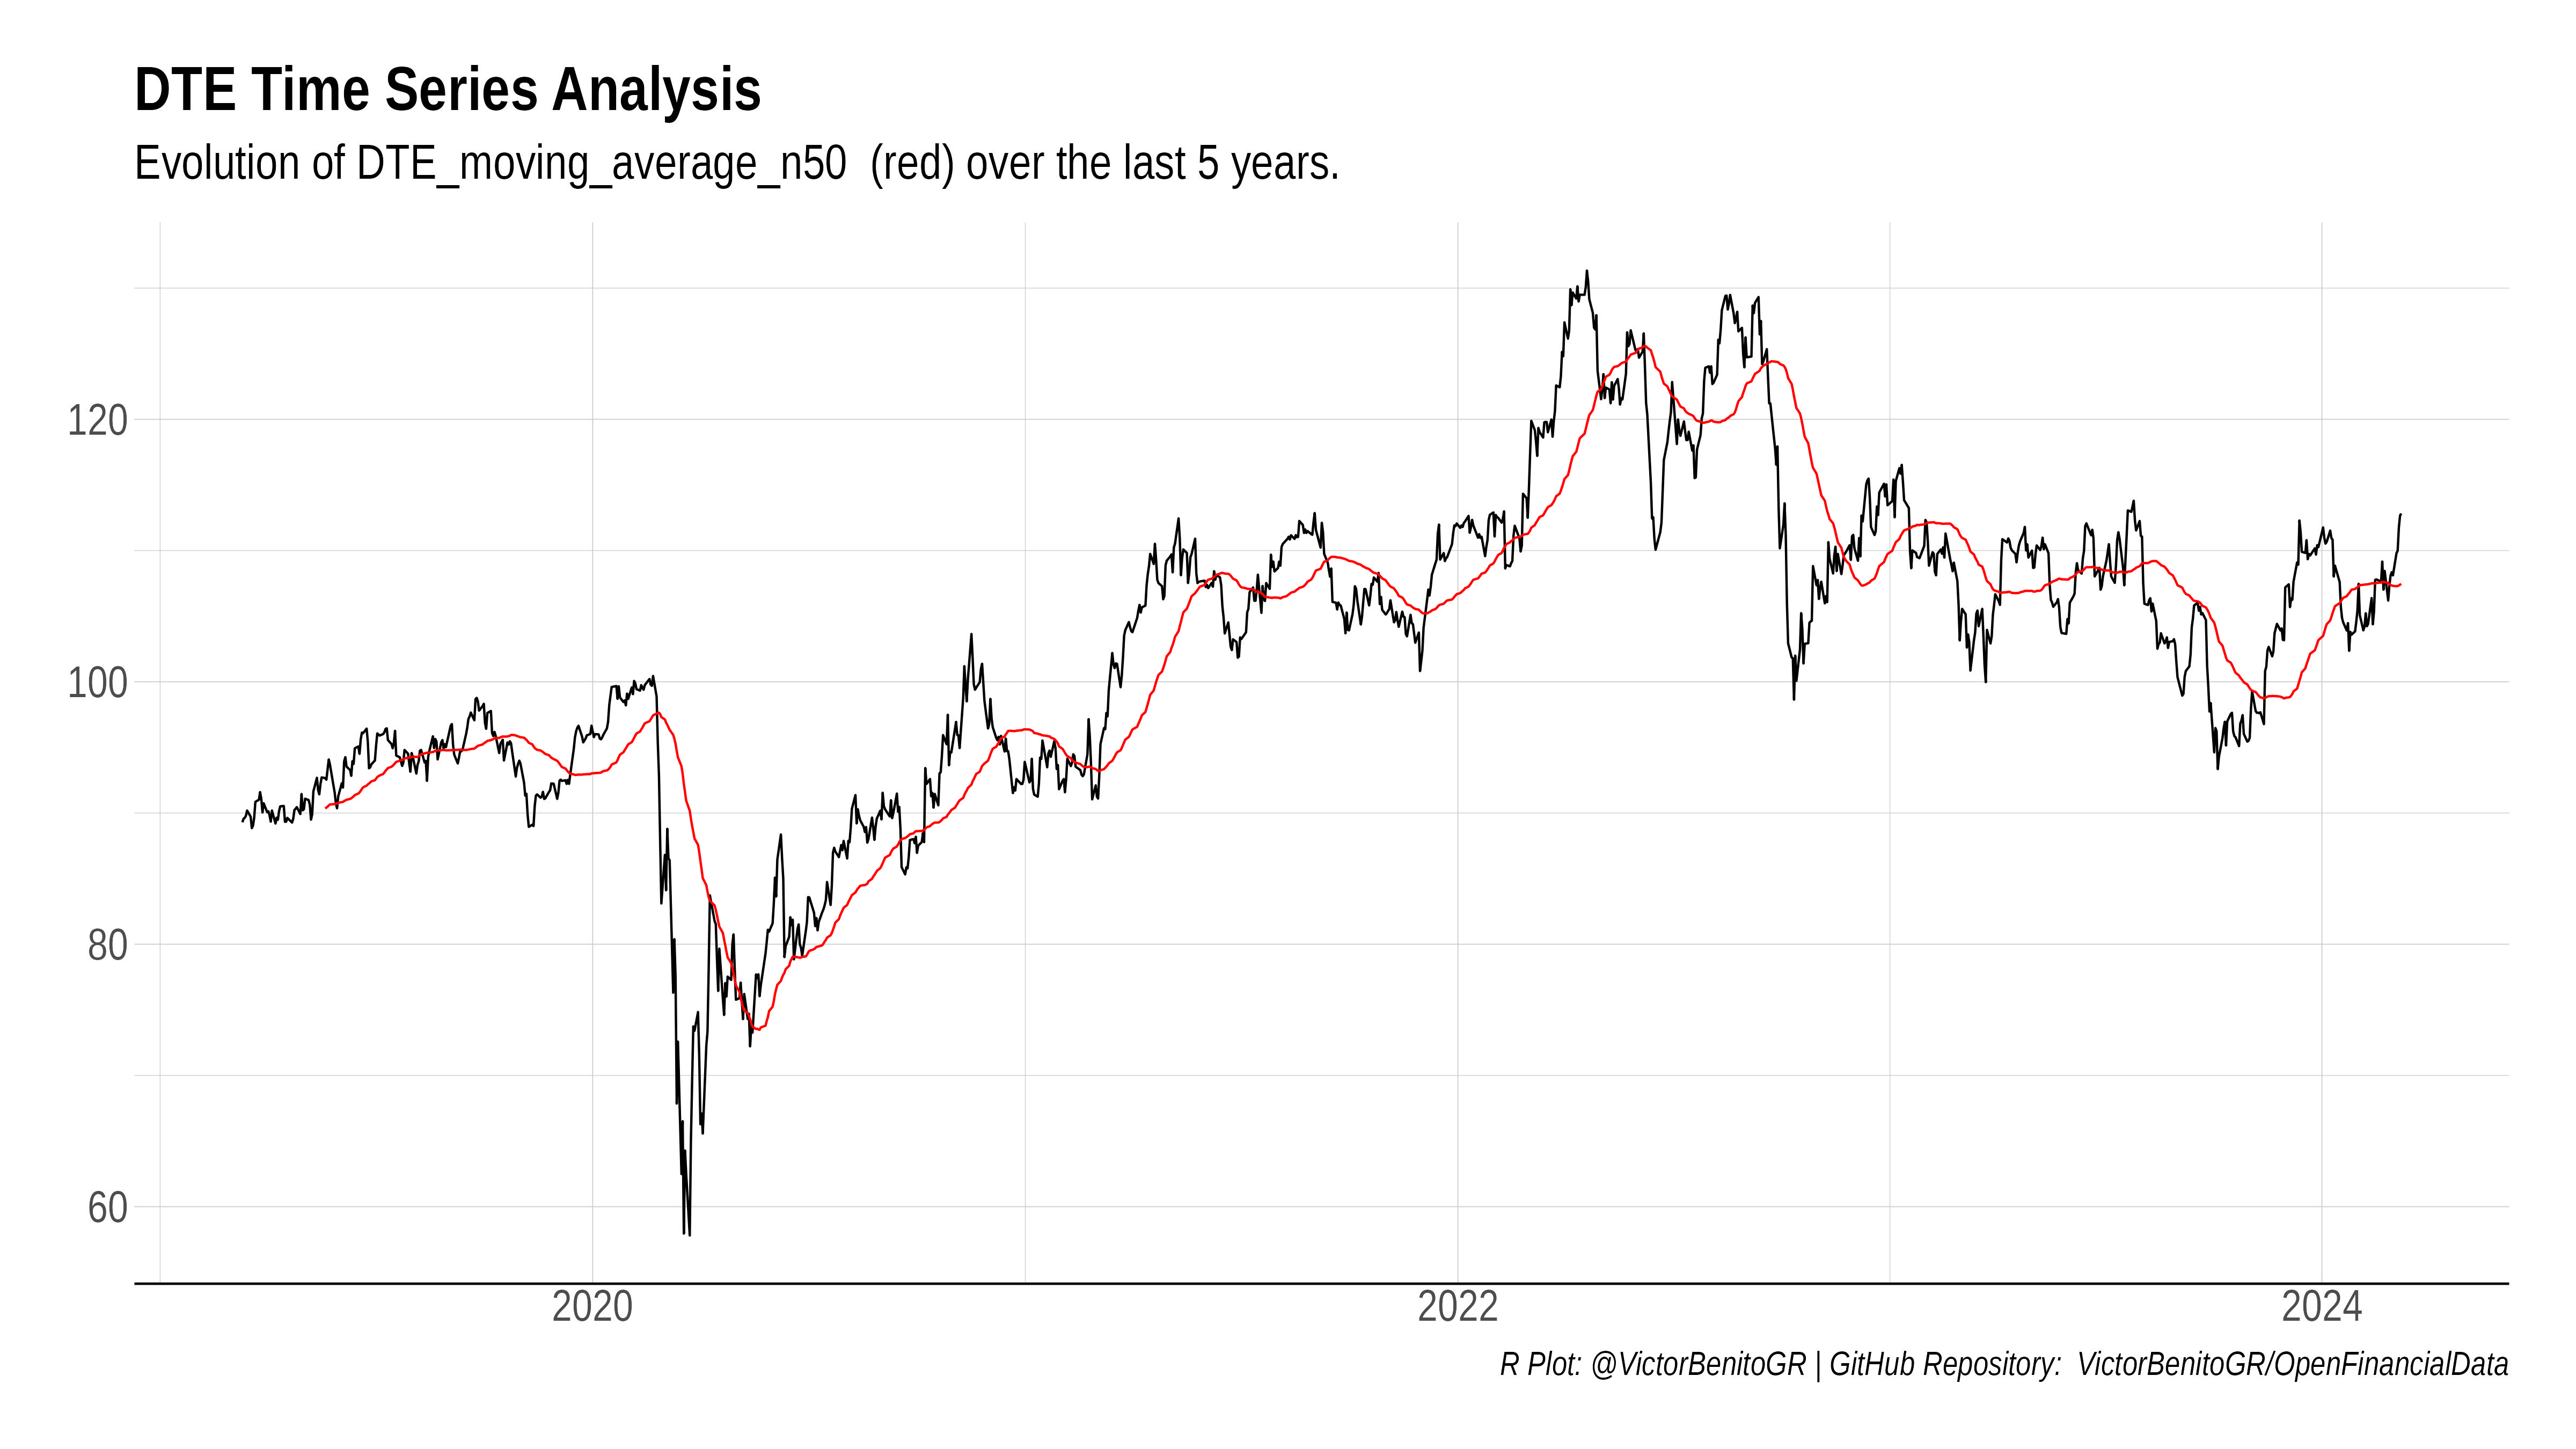 DTE Time Series Analysis
Evolution of DTE_moving_average_n50  (red) over the last 5 years.
120
100
80
60
2020 2022 2024
R Plot: @VictorBenitoGR | GitHub Repository:  VictorBenitoGR/OpenFinancialData